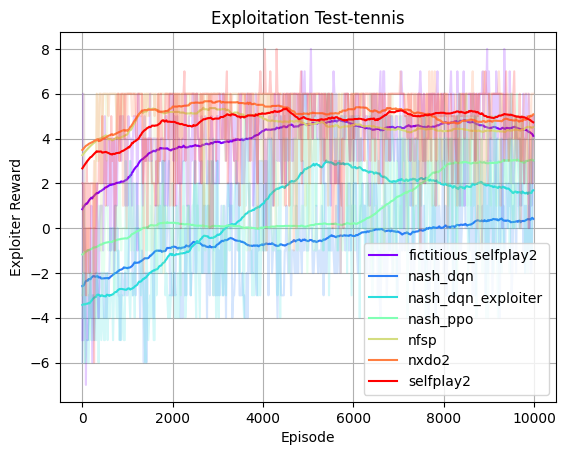 Exploitation Test-tennis
Exploiter Reward
8
6
4
2
0
−2
−4
−6
fictitious_selfplay2
nash_dqn
nash_dqn_exploiter
nash_ppo
nfsp
nxdo2
selfplay2
0
2000
4000
6000
8000
10000
Episode